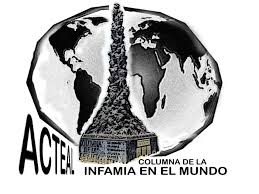 ACTEAL
COLUMNA DE LA
INFAMIA EN EL MUNDO